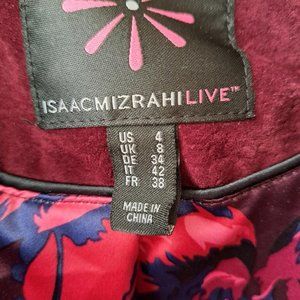 ISAACMIZRAHILIVE™
US 4
UK 8
DE 34
IT 42
FR 38
MADE IN
CHINA